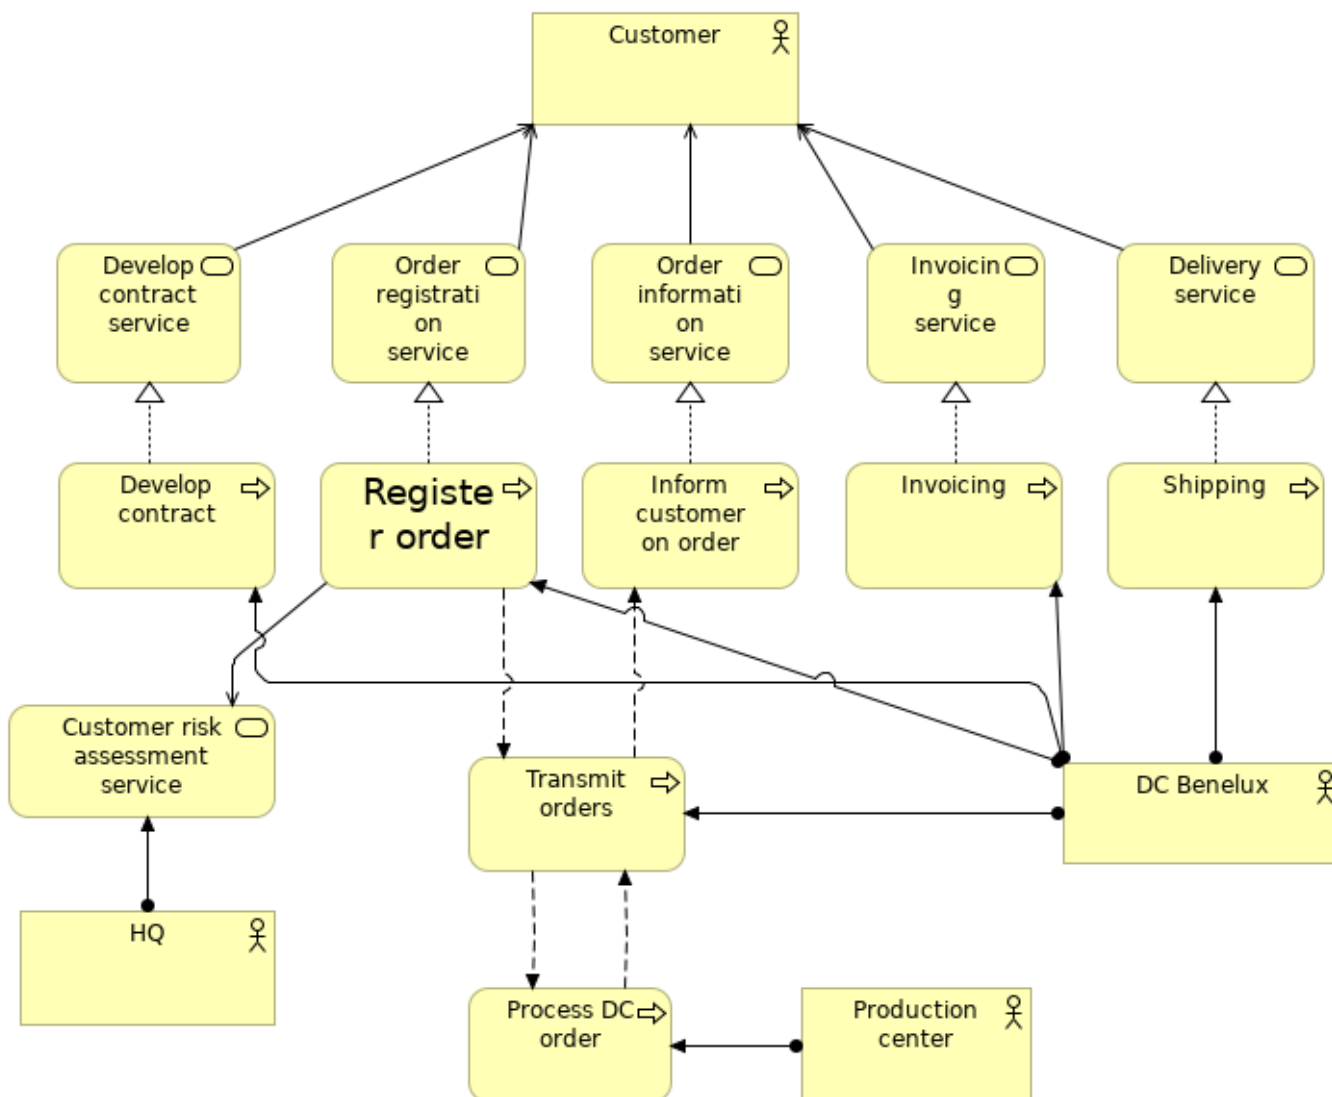 Customer
Develop
contract
service
Order
registrati
on
service
Order
informati
on
service
Invoicin
g
service
Delivery
service
Develop
contract
Registe
r order
Inform
customer
on order
Invoicing
Shipping
Customer risk
assessment
service
Transmit
orders
DC Benelux
HQ
Process DC
order
Production
center